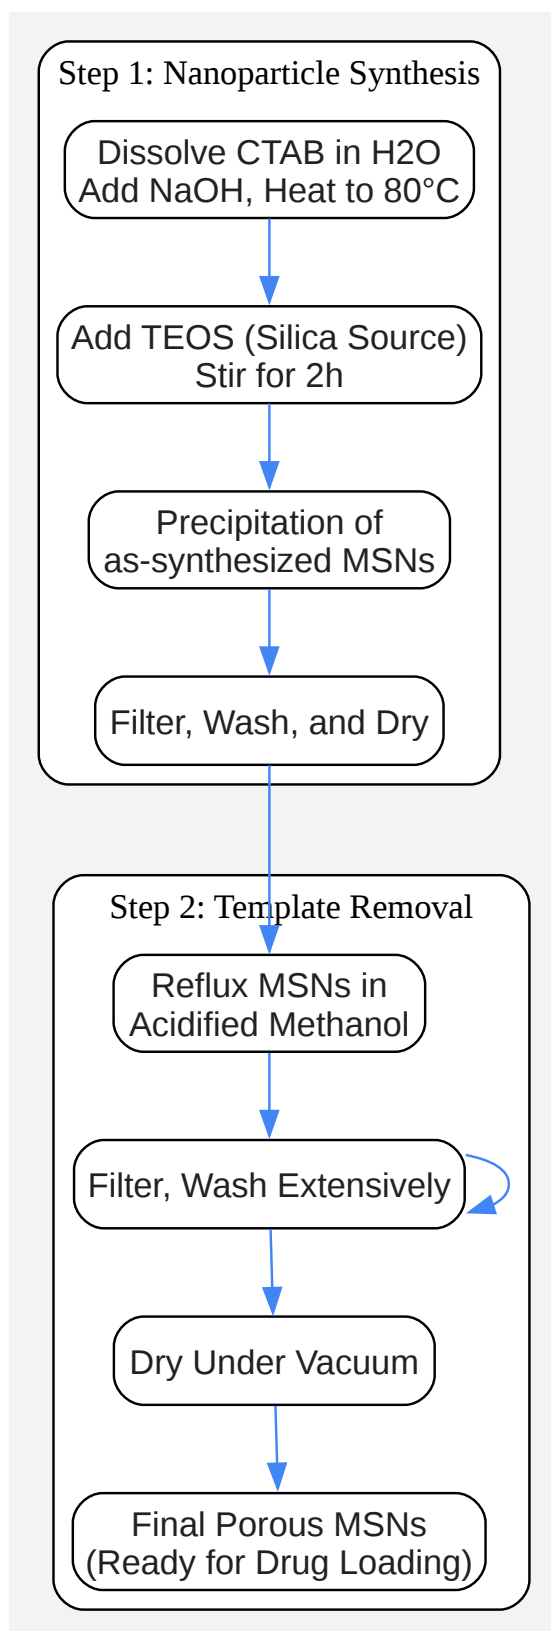 Step 1: Nanoparticle Synthesis
Dissolve CTAB in H2O
Add NaOH, Heat to 80°C
Add TEOS (Silica Source)
Stir for 2h
Precipitation of
as-synthesized MSNs
Filter, Wash, and Dry
Step 2: Template Removal
Reflux MSNs in
Acidified Methanol
Filter, Wash Extensively
Dry Under Vacuum
Final Porous MSNs
(Ready for Drug Loading)